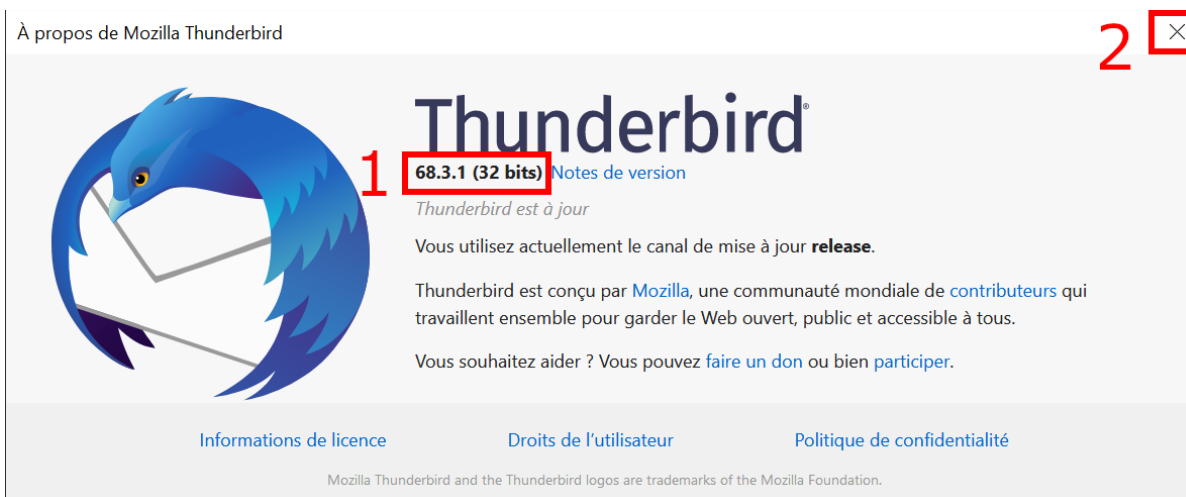 À propos de Mozilla Thunderbird
2
Thunderbird®
1
68.3.1 (32 bits) Notes de version
Thunderbird est à jour
Vous utilisez actuellement le canal de mise à jour release.
Thunderbird est conçu par Mozilla, une communauté mondiale de contributeurs qui
travaillent ensemble pour garder le Web ouvert, public et accessible à tous.
Vous souhaitez aider ? Vous pouvez faire un don ou bien participer.
Informations de licence Droits de l'utilisateur Politique de confidentialité
Mozilla Thunderbird and the Thunderbird logos are trademarks of the Mozilla Foundation.